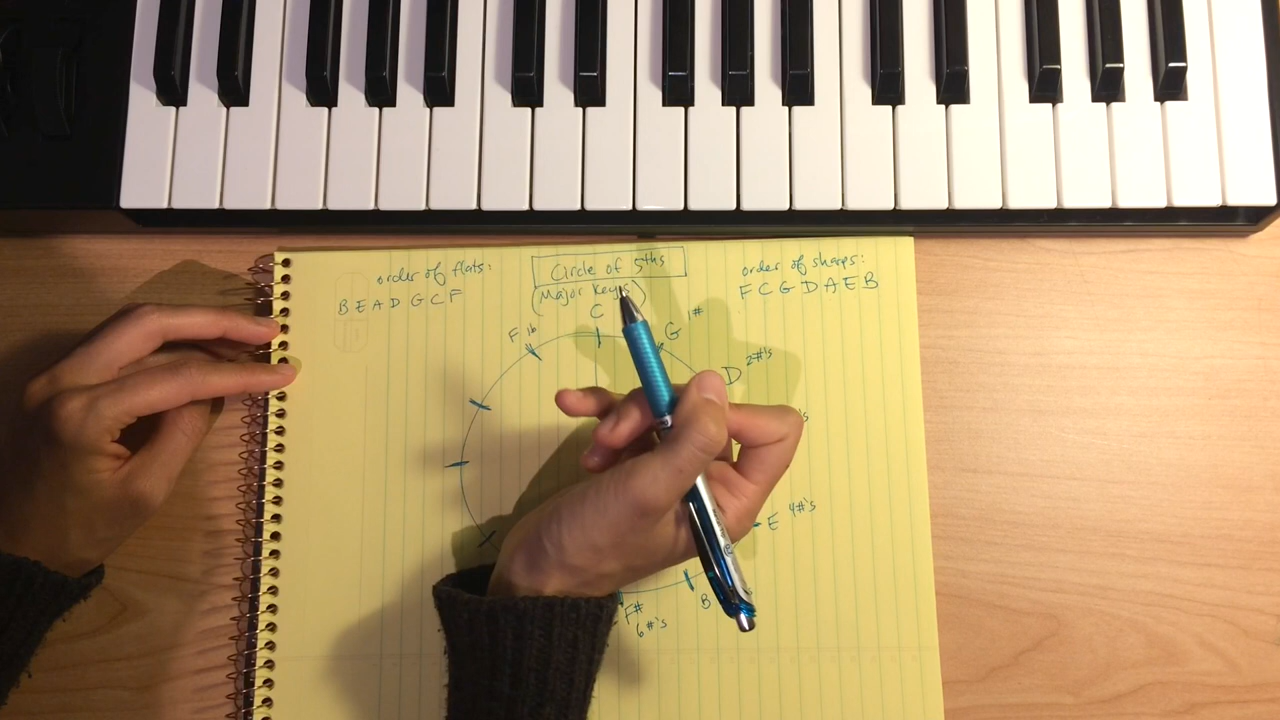 order of flats:
B E A D G C F
Circle of 5ths
(Major Keys)
order of sharps:
F C G D A E B
C
F 1b
G 1#
D 2#'s
E 4#'s
B
F#
6#'s